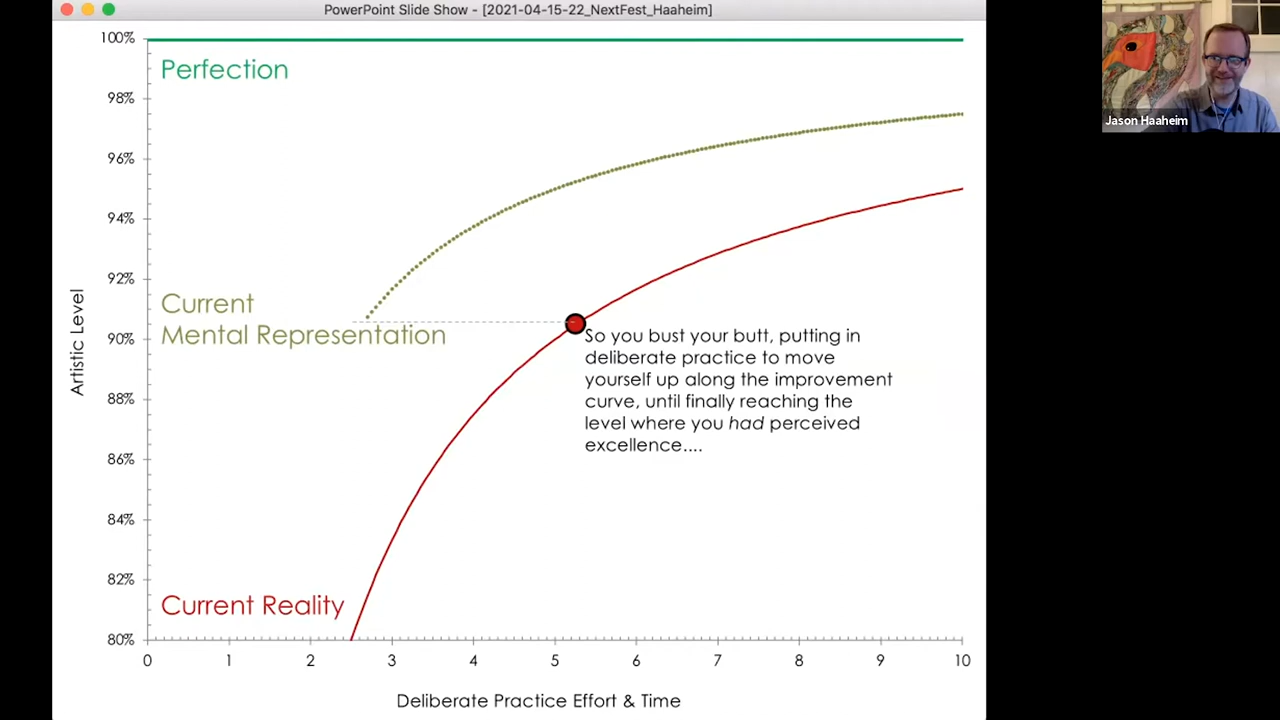 PowerPoint Slide Show - [2021-04-15-22_NextFest_Haaheim]
Jason Haaheim
100%
Perfection
98%
96%
94%
92%
Current
Mental Representation
90%
So you bust your butt, putting in
deliberate practice to move
yourself up along the improvement
curve, until finally reaching the
level where you had perceived
excellence....
88%
86%
84%
82%
Current Reality
80%
Artistic Level
0 1 2 3 4 5 6 7 8 9 10
Deliberate Practice Effort & Time